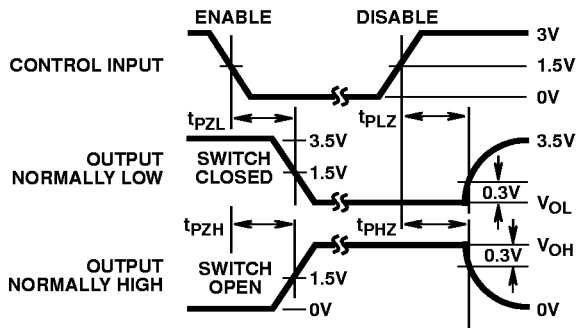 ENABLE DISABLE
3V
CONTROL INPUT 1.5V
0V
tPZL tPLZ
3.5V 3.5V
OUTPUT SWITCH
NORMALLY LOW CLOSED 1.5V 0.3V
VOL
tPZH tPHZ
VOH
OUTPUT SWITCH 0.3V
NORMALLY HIGH OPEN 1.5V
0V 0V